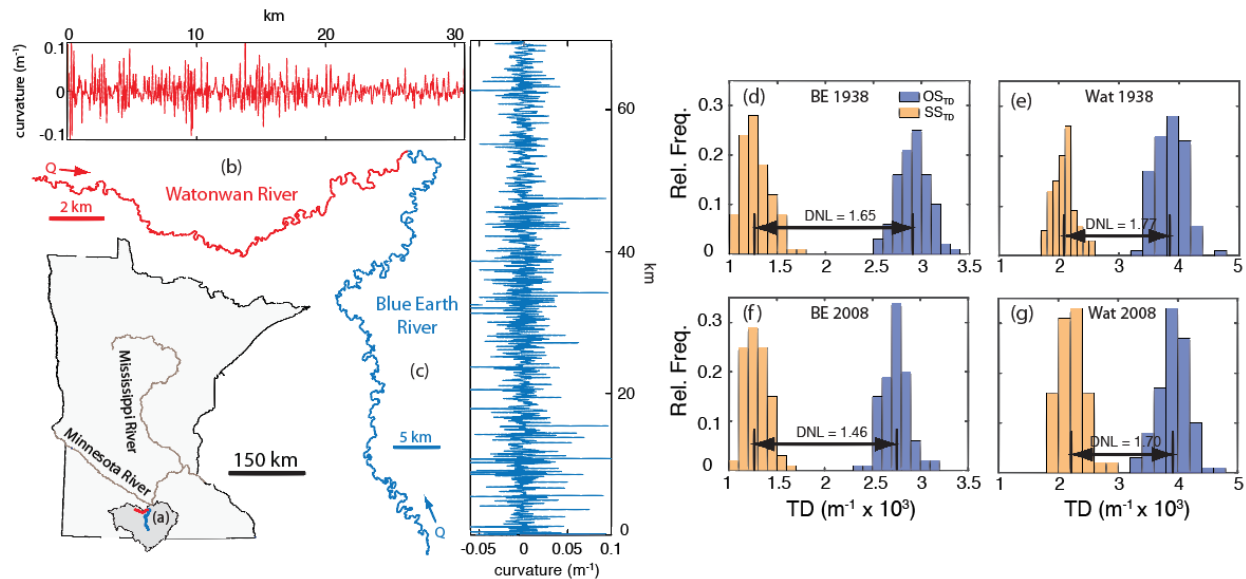 km
0 10 20 30
curvature (m⁻¹)
0.1
0
-0.1
(b)
Q
Watonwan River
2 km
Blue Earth
River
(c)
5 km
Q
Mississippi River
Minnesota River
150 km
(a)
60
40
20
0
km
-0.05 0 0.05 0.1
curvature (m⁻¹)
(d) BE 1938
OS_TD
SS_TD
Rel. Freq.
0.3
0.2
0.1
0
DNL = 1.65
1 1.5 2 2.5 3 3.5
(e) Wat 1938
DNL = 1.77
1 2 3 4 5
(f) BE 2008
Rel. Freq.
0.3
0.2
0.1
0
DNL = 1.46
1 1.5 2 2.5 3 3.5
TD (m⁻¹ x 10³)
(g) Wat 2008
DNL = 1.70
1 2 3 4 5
TD (m⁻¹ x 10³)